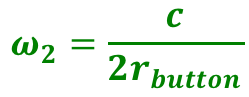 ω₂ = c / 2r_button